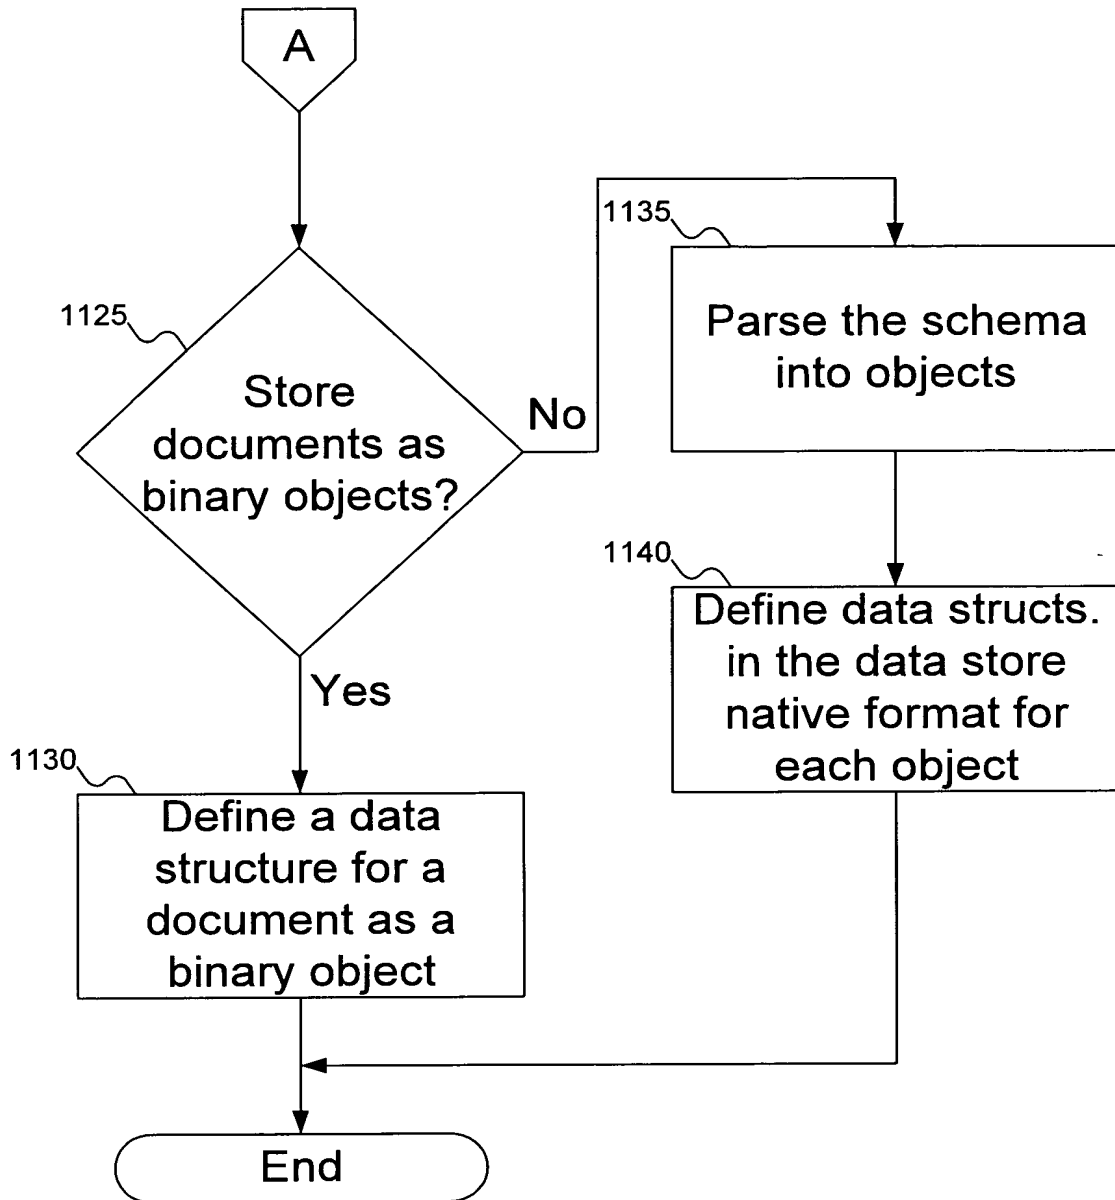 A
1125
Store
documents as
binary objects?
No
Yes
1135
Parse the schema
into objects
1140
Define data structs.
in the data store
native format for
each object
1130
Define a data
structure for a
document as a
binary object
End